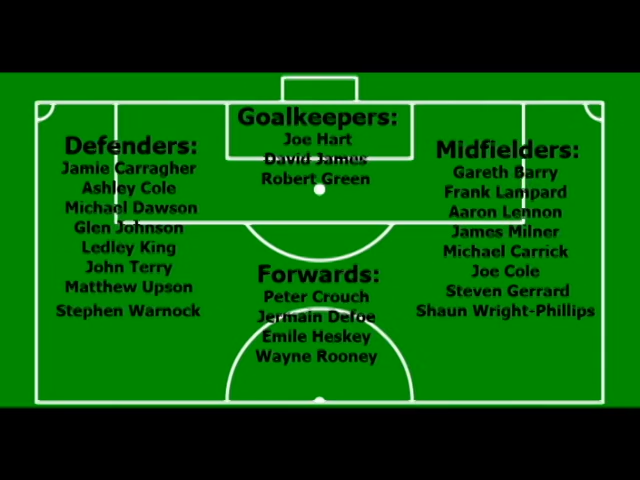 Goalkeepers:
Joe Hart
David James
Robert Green
Defenders:
Jamie Carragher
Ashley Cole
Michael Dawson
Glen Johnson
Ledley King
John Terry
Matthew Upson
Stephen Warnock
Midfielders:
Gareth Barry
Frank Lampard
Aaron Lennon
James Milner
Michael Carrick
Joe Cole
Steven Gerrard
Shaun Wright-Phillips
Forwards:
Peter Crouch
Jermain Defoe
Emile Heskey
Wayne Rooney